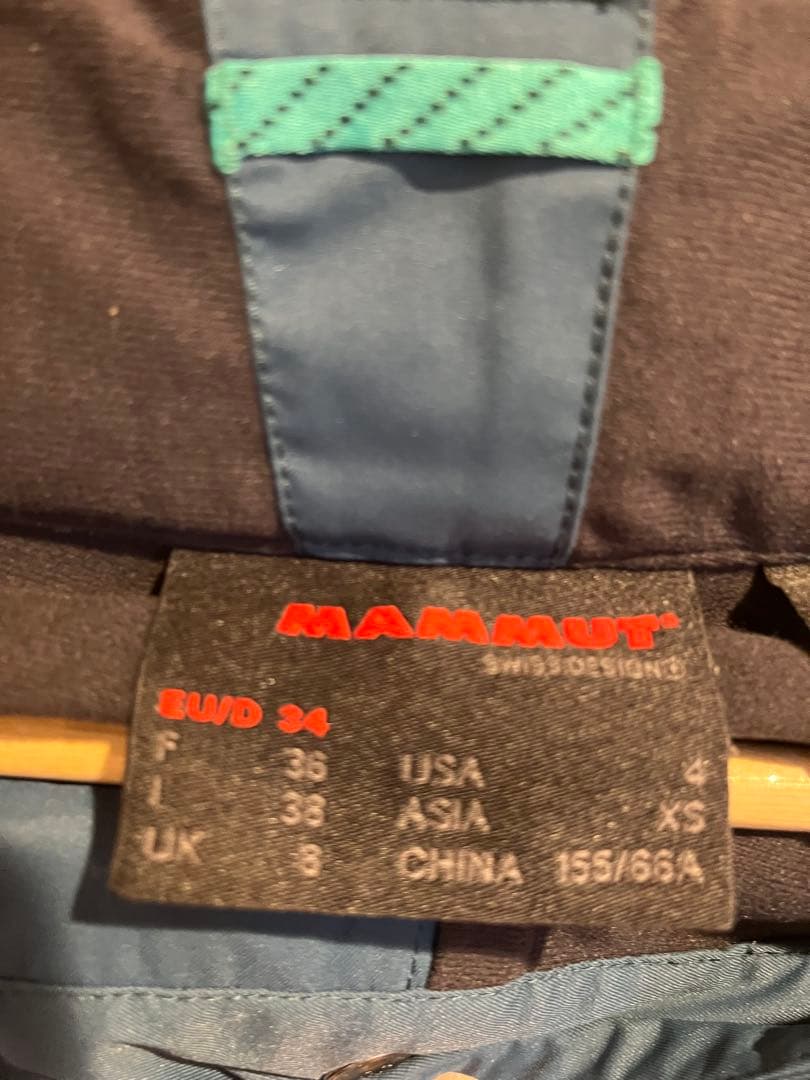 MAMMUT
SWISS DESIGN
EU/D 34
F 36 USA 4
I 38 ASIA XS
UK 8 CHINA 155/66A